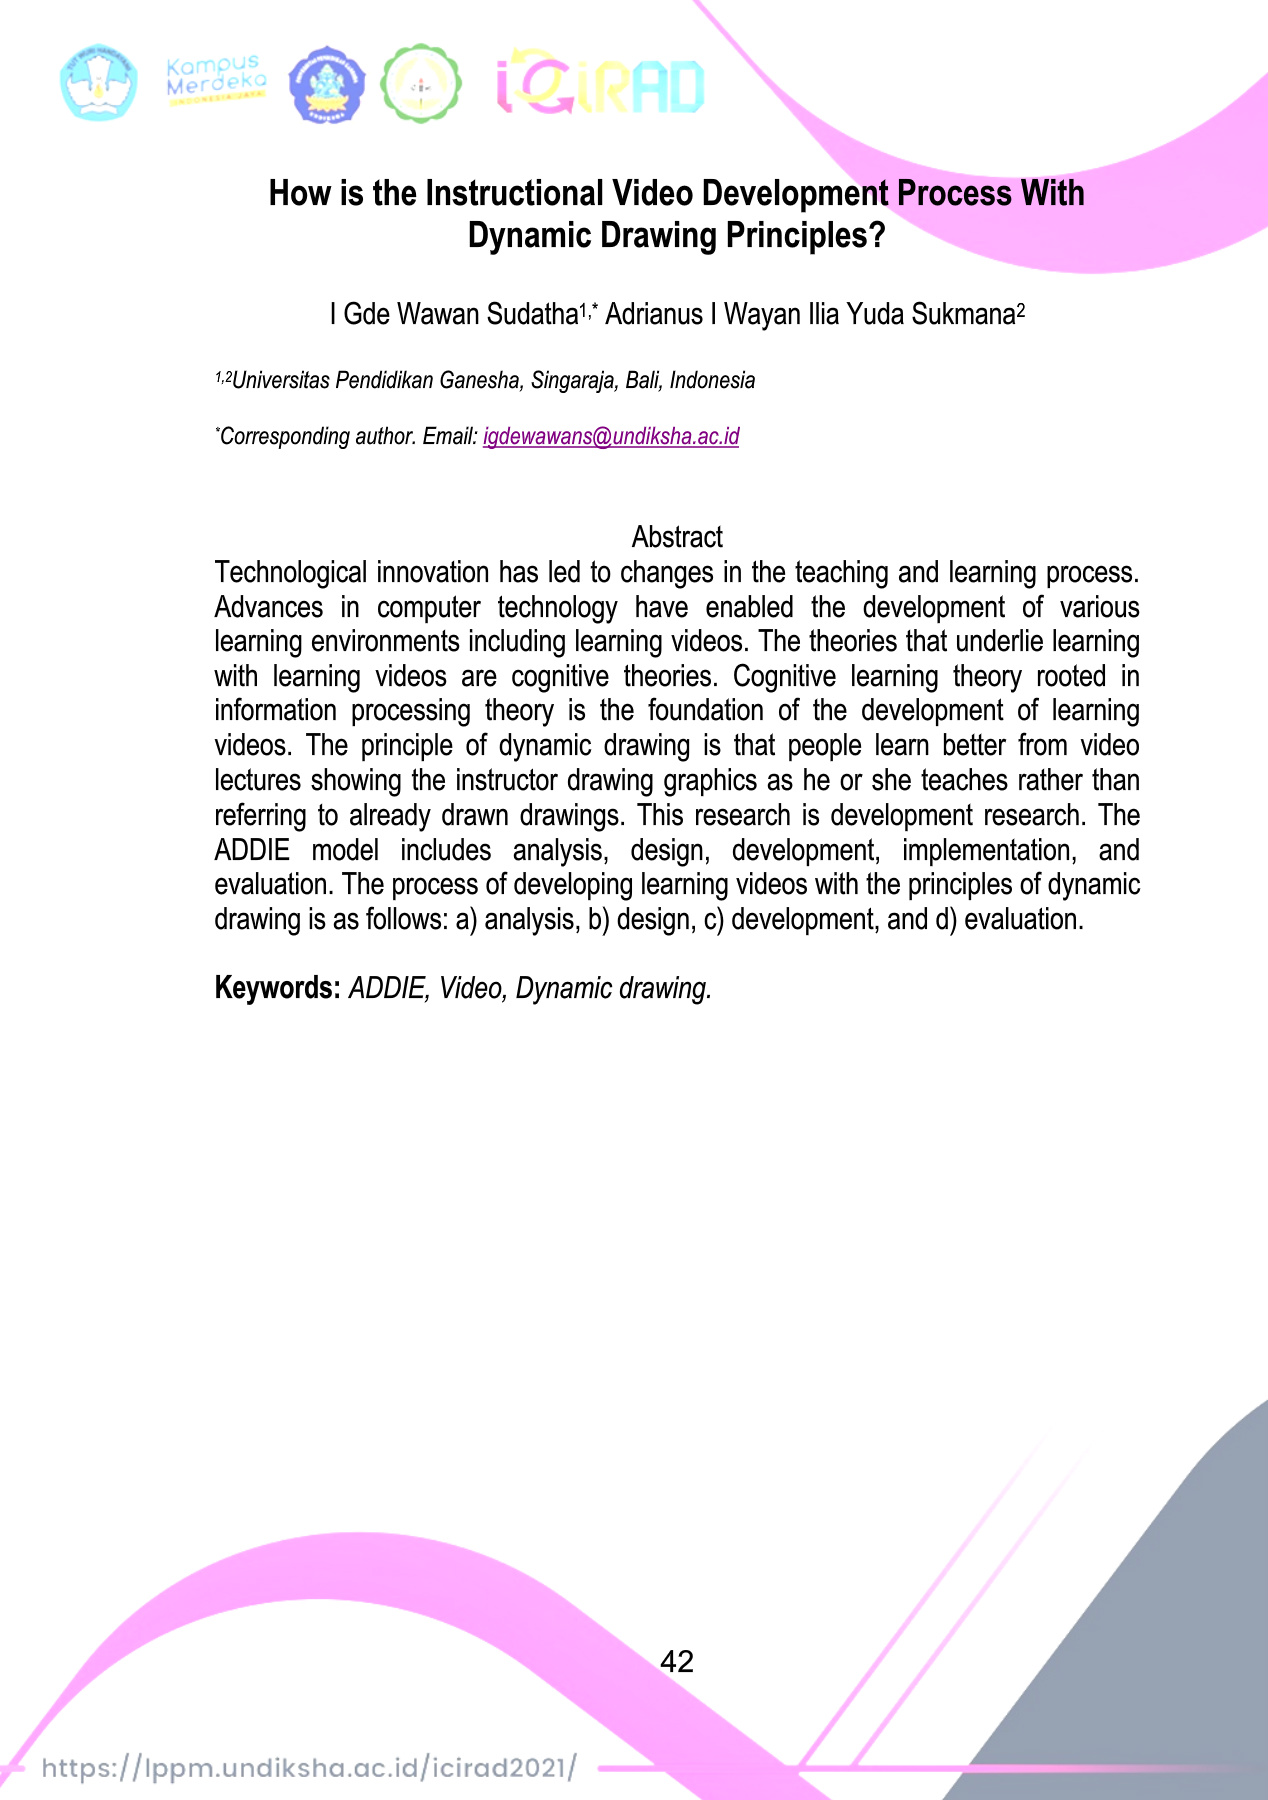 TUT WURI HANDAYANI
Kampus
Merdeka
INDONESIA JAYA
iCiRAD
How is the Instructional Video Development Process With
Dynamic Drawing Principles?
I Gde Wawan Sudatha1,* Adrianus I Wayan Ilia Yuda Sukmana2
1,2Universitas Pendidikan Ganesha, Singaraja, Bali, Indonesia
*Corresponding author. Email: igdewawans@undiksha.ac.id
Abstract
Technological innovation has led to changes in the teaching and learning process.
Advances in computer technology have enabled the development of various
learning environments including learning videos. The theories that underlie learning
with learning videos are cognitive theories. Cognitive learning theory rooted in
information processing theory is the foundation of the development of learning
videos. The principle of dynamic drawing is that people learn better from video
lectures showing the instructor drawing graphics as he or she teaches rather than
referring to already drawn drawings. This research is development research. The
ADDIE model includes analysis, design, development, implementation, and
evaluation. The process of developing learning videos with the principles of dynamic
drawing is as follows: a) analysis, b) design, c) development, and d) evaluation.
Keywords: ADDIE, Video, Dynamic drawing.
42
https://lppm.undiksha.ac.id/icirad2021/